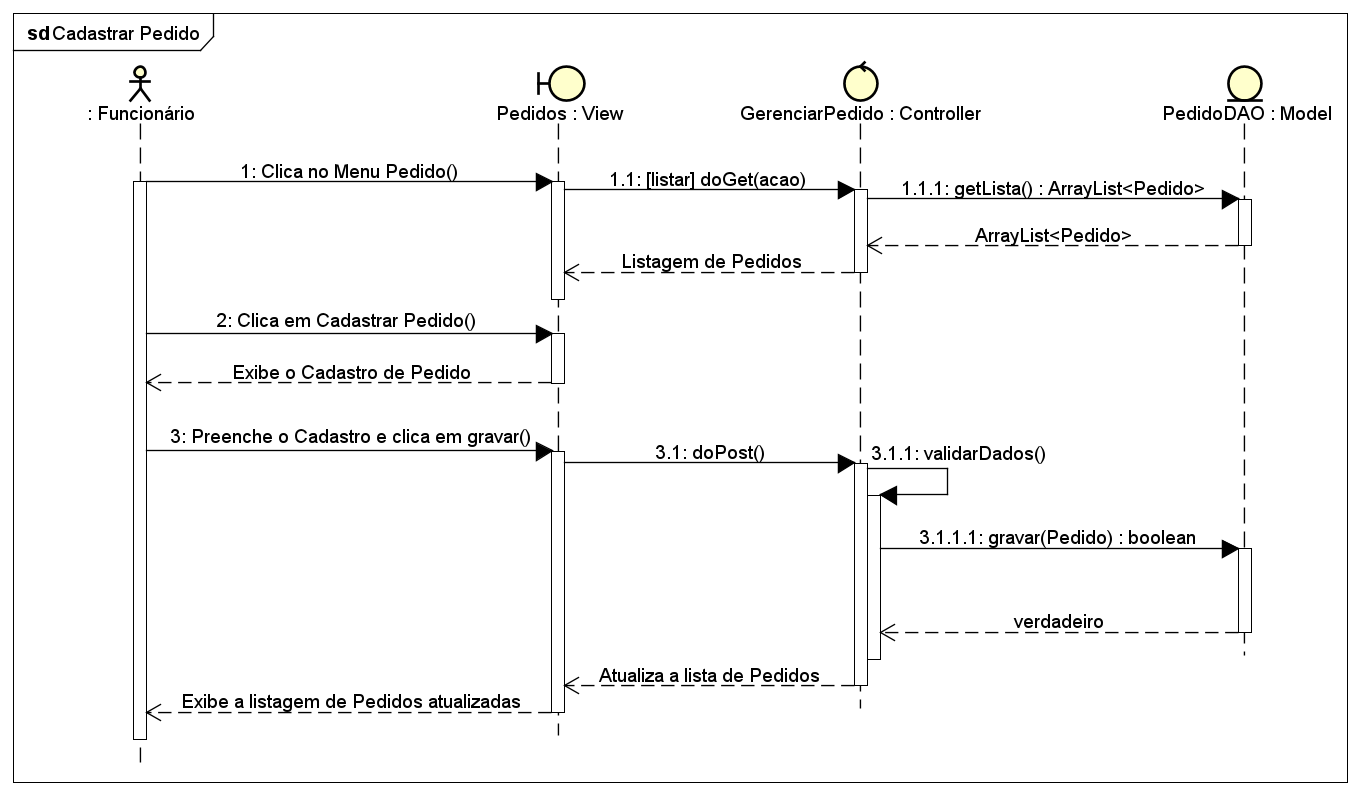 sd Cadastrar Pedido
: Funcionário
Pedidos : View
GerenciarPedido : Controller
PedidoDAO : Model
1: Clica no Menu Pedido()
1.1: [listar] doGet(acao)
1.1.1: getLista() : ArrayList<Pedido>
ArrayList<Pedido>
Listagem de Pedidos
2: Clica em Cadastrar Pedido()
Exibe o Cadastro de Pedido
3: Preenche o Cadastro e clica em gravar()
3.1: doPost()
3.1.1: validarDados()
3.1.1.1: gravar(Pedido) : boolean
verdadeiro
Atualiza a lista de Pedidos
Exibe a listagem de Pedidos atualizadas